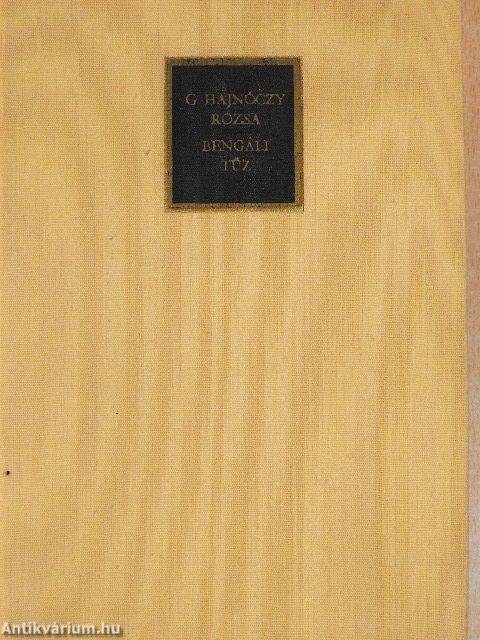 G HAJNÓCZY
RÓZSA
BENGÁLI
TŰZ
Antikvárium.hu